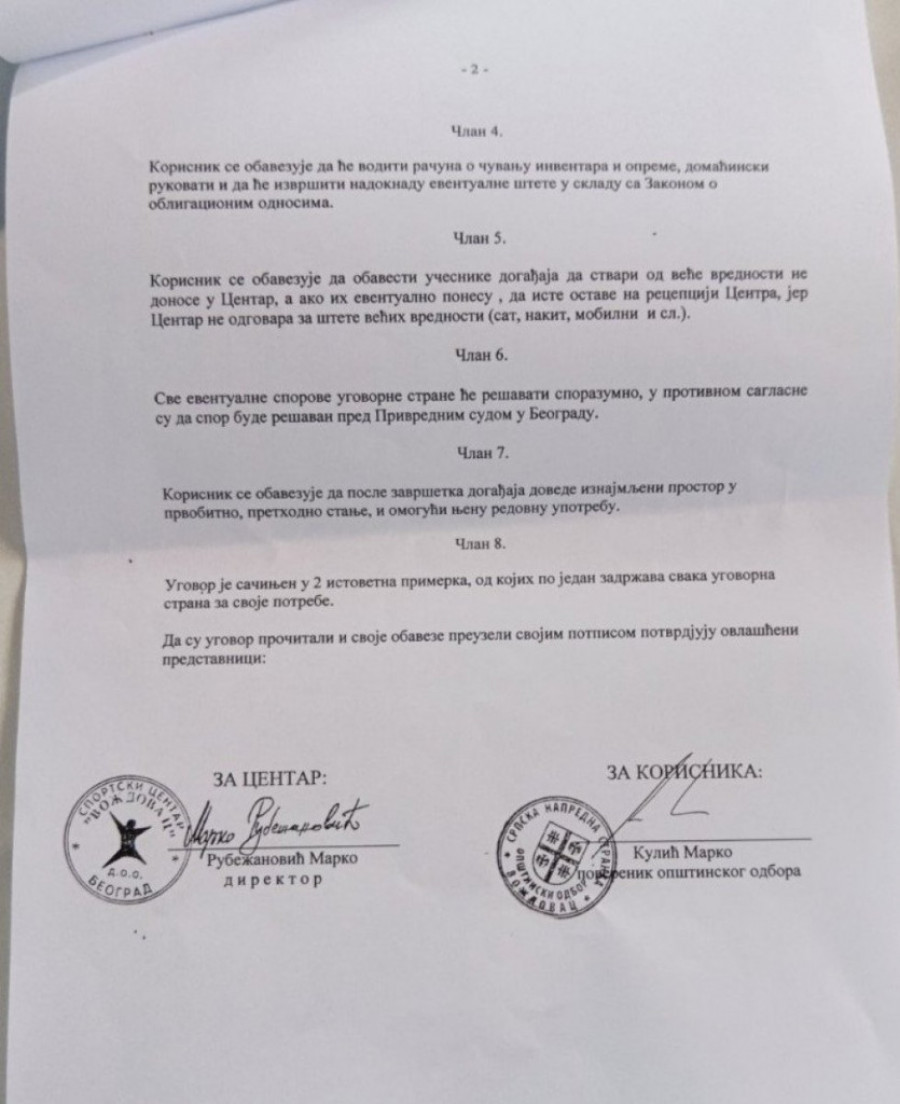 - 2 -
Члан 4.
Корисник се обавезује да ће водити рачуна о чувању инвентара и опреме, домаћински
руковати и да ће извршити надокнаду евентуалне штете у складу са Законом о
облигационим односима.
Члан 5.
Корисник се обавезује да обавести учеснике догађаја да ствари од веће вредности не
доносе у Центар, а ако их евентуално понесу , да исте оставе на рецепцији Центра, јер
Центар не одговара за штете већих вредности (сат, накит, мобилни и сл.).
Члан 6.
Све евентуалне спорове уговорне стране ће решавати споразумно, у противном сагласне
су да спор буде решаван пред Привредним судом у Београду.
Члан 7.
Корисник се обавезује да после завршетка догађаја доведе изнајмљени простор у
првобитно, претходно стање, и омогући њену редовну употребу.
Члан 8.
Уговор је сачињен у 2 истоветна примерка, од којих по један задржава свака уговорна
страна за своје потребе.
Да су уговор прочитали и своје обавезе преузели својим потписом потврдјују овлашћени
представници:
ЗА ЦЕНТАР:
СПОРТСКИ ЦЕНТАР
"ВОЖДОВАЦ"
Д.О.О.
БЕОГРАД
Марко Рубежановић
Рубежановић Марко
директор
ЗА КОРИСНИКА:
СРПСКА НАПРЕДНА СТРАНКА
ОПШТИНСКИ ОДБОР
ВОЖДОВАЦ
Кулић Марко
повереник општинског одбора